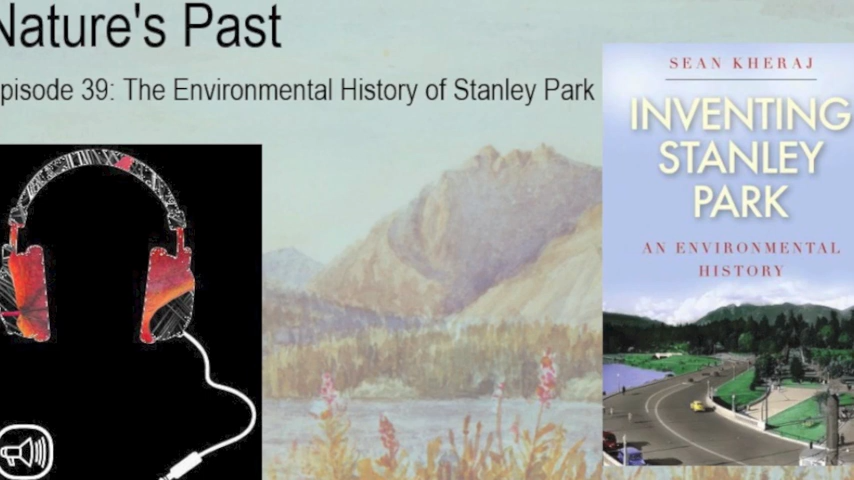 Nature's Past
pisode 39: The Environmental History of Stanley Park
SEAN KHERAJ
INVENTING
STANLEY
PARK
AN ENVIRONMENTAL
HISTORY